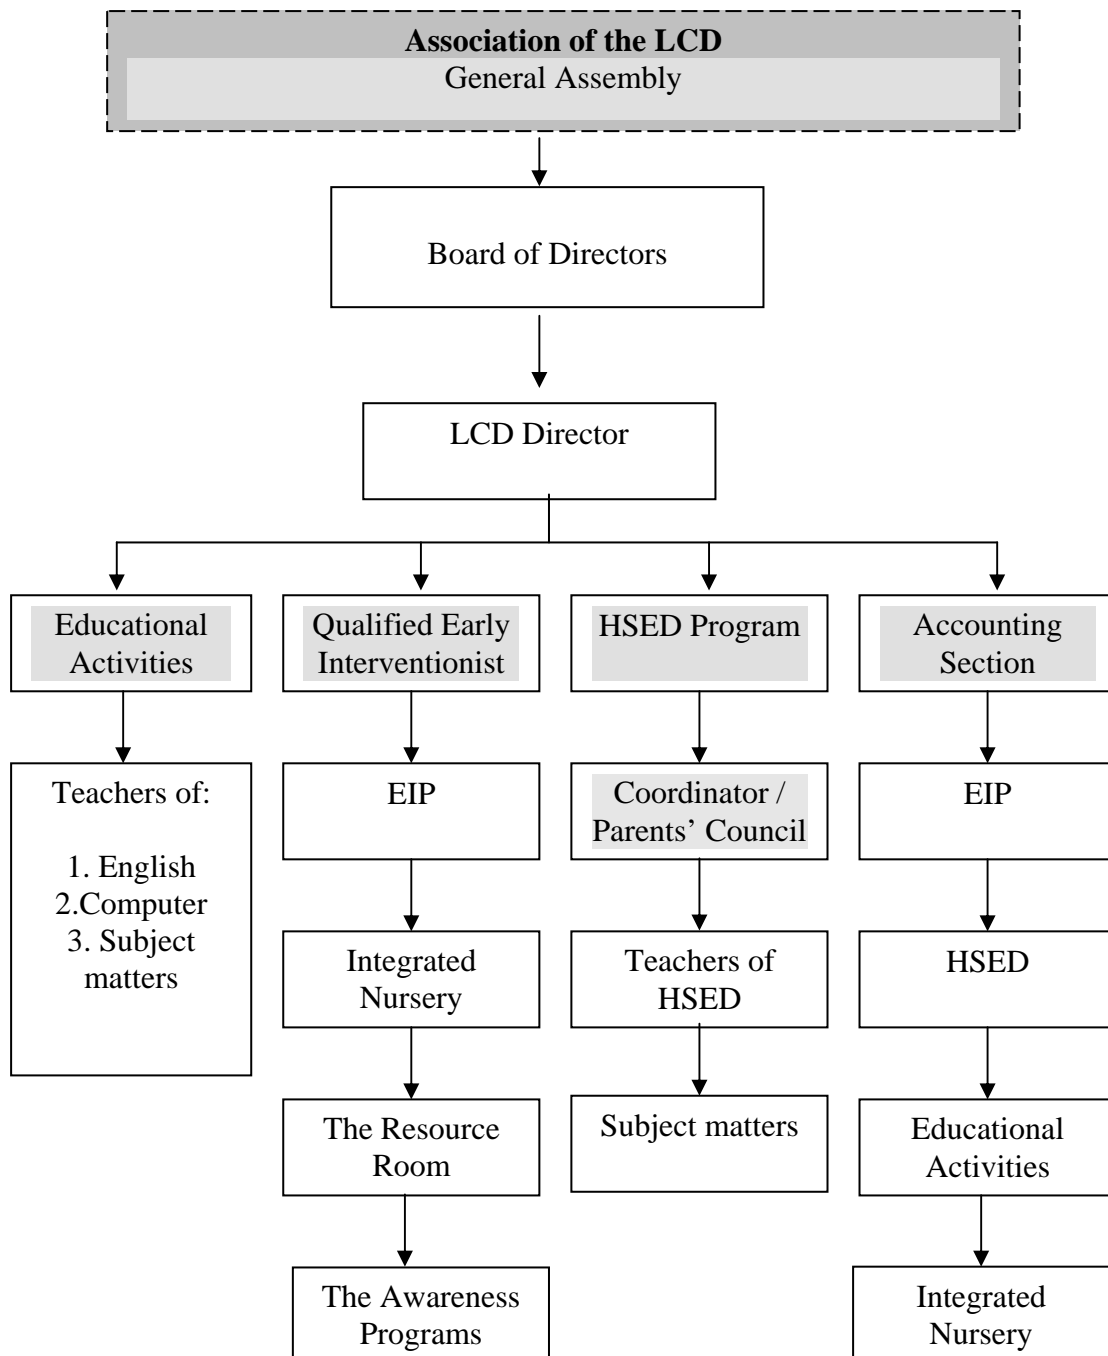 Association of the LCD
General Assembly
Board of Directors
LCD Director
Educational
Activities
Qualified Early
Interventionist
HSED Program
Accounting
Section
Teachers of:
1. English
2.Computer
3. Subject
matters
EIP
Coordinator /
Parents’ Council
EIP
Integrated
Nursery
Teachers of
HSED
HSED
The Resource
Room
Subject matters
Educational
Activities
The Awareness
Programs
Integrated
Nursery